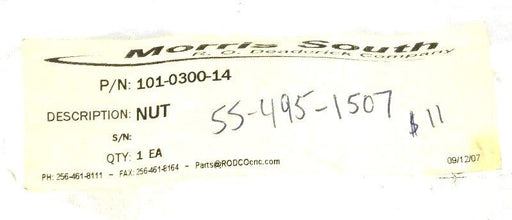 Morris South
R. O. Deaderick Company
P/N: 101-0300-14
DESCRIPTION: NUT
55-495-1507
$11
S/N:
QTY: 1 EA
PH: 256-461-8111 - FAX: 256-461-8164 - Parts@RODCOcnc.com
09/12/07